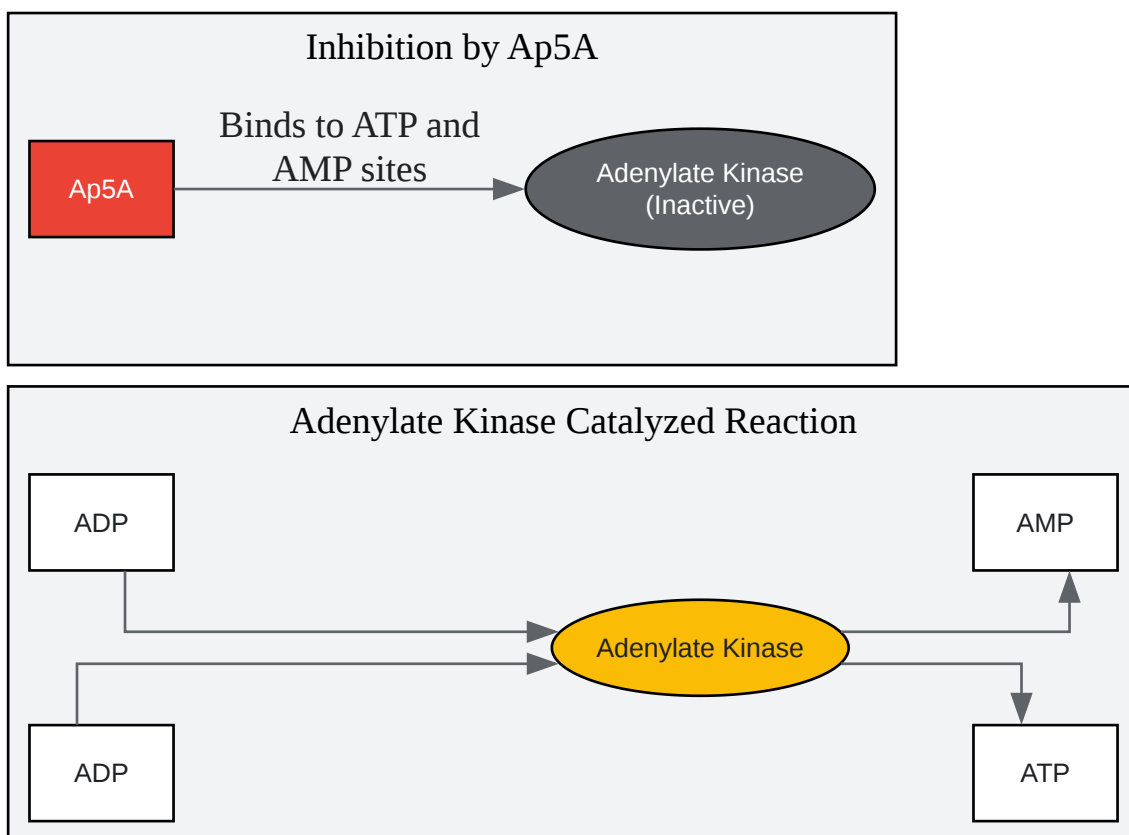 Inhibition by Ap5A
Binds to ATP and
AMP sites
Ap5A
Adenylate Kinase
(Inactive)
Adenylate Kinase Catalyzed Reaction
ADP
AMP
Adenylate Kinase
ADP
ATP